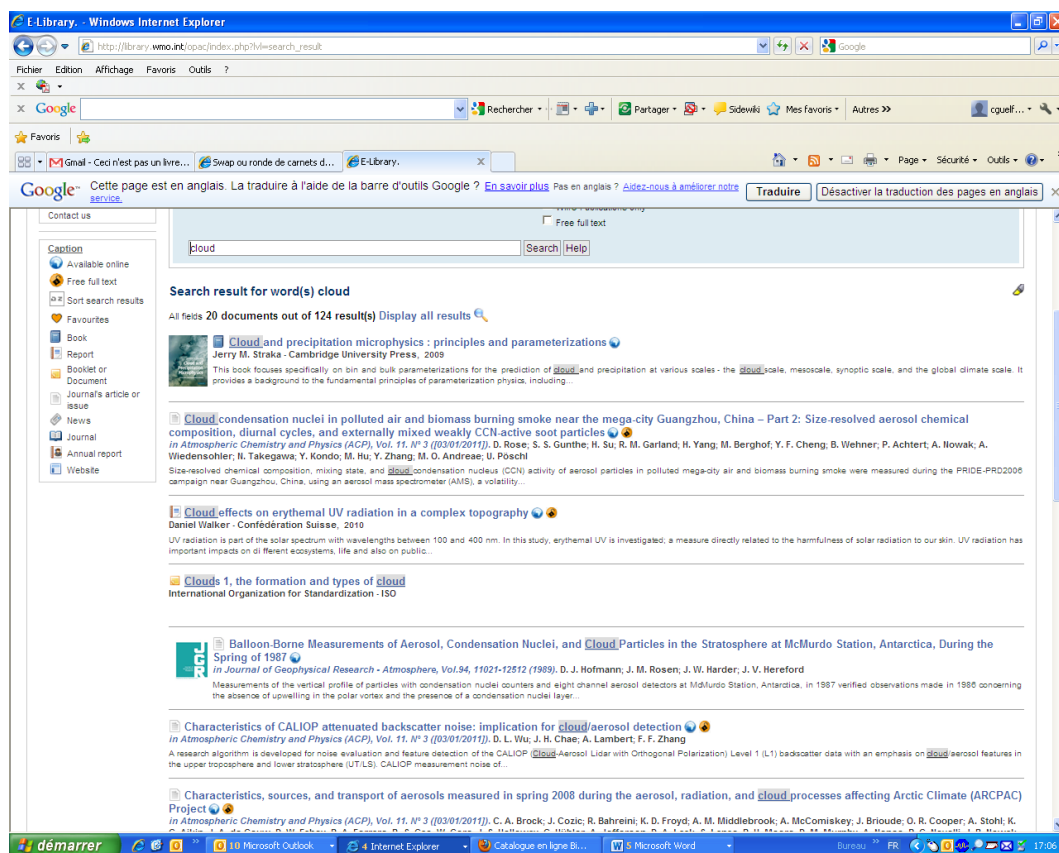 E-Library. - Windows Internet Explorer
http://library.wmo.int/opac/index.php?lvl=search_result
Google
Fichier Edition Affichage Favoris Outils ?
x
x Google Rechercher Partager Sidewiki Mes favoris Autres >> cguelf...
Favoris
Gmail - Ceci n'est pas un livre... Swap ou ronde de carnets d... E-Library. X Page Sécurité Outils
Google Cette page est en anglais. La traduire à l'aide de la barre d'outils Google ? En savoir plus Pas en anglais ? Aidez-nous à améliorer notre service. Traduire Désactiver la traduction des pages en anglais
Contact us
Free full text
cloud Search Help
Caption
Available online
Free full text
Sort search results
Favourites
Book
Report
Booklet or
Document
Journal's article or
issue
News
Journal
Annual report
Website
Search result for word(s) cloud
All fields 20 documents out of 124 result(s) Display all results
Cloud and precipitation microphysics : principles and parameterizations
Jerry M. Straka - Cambridge University Press, 2009
This book focuses specifically on bin and bulk parameterizations for the prediction of cloud and precipitation at various scales - the cloud scale, mesoscale, synoptic scale, and the global climate scale. It
provides a background to the fundamental principles of parameterization physics, including...
Cloud condensation nuclei in polluted air and biomass burning smoke near the mega-city Guangzhou, China – Part 2: Size-resolved aerosol chemical
composition, diurnal cycles, and externally mixed weakly CCN-active soot particles
in Atmospheric Chemistry and Physics (ACP), Vol. 11. N° 3 ([03/01/2011]). D. Rose; S. S. Gunthe; H. Su; R. M. Garland; H. Yang; M. Berghof; Y. F. Cheng; B. Wehner; P. Achtert; A. Nowak; A.
Wiedensohler; N. Takegawa; Y. Kondo; M. Hu; Y. Zhang; M. O. Andreae; U. Pöschl
Size-resolved chemical composition, mixing state, and cloud condensation nucleus (CCN) activity of aerosol particles in polluted mega-city air and biomass burning smoke were measured during the PRIDE-PRD2006
campaign near Guangzhou, China, using an aerosol mass spectrometer (AMS), a volatility...
Cloud effects on erythemal UV radiation in a complex topography
Daniel Walker - Confédération Suisse, 2010
UV radiation is part of the solar spectrum with wavelengths between 100 and 400 nm. In this study, erythemal UV is investigated; a measure directly related to the harmfulness of solar radiation to our skin. UV radiation has
important impacts on di fferent ecosystems, life and also on public...
Clouds 1, the formation and types of cloud
International Organization for Standardization - ISO
JGR
Balloon-Borne Measurements of Aerosol, Condensation Nuclei, and Cloud Particles in the Stratosphere at McMurdo Station, Antarctica, During the
Spring of 1987
in Journal of Geophysical Research - Atmosphere, Vol.94, 11021-12512 (1989). D. J. Hofmann; J. M. Rosen; J. W. Harder; J. V. Hereford
Measurements of the vertical profile of particles with condensation nuclei counters and eight channel aerosol detectors at McMurdo Station, Antarctica, in 1987 verified observations made in 1986 concerning
the absence of upwelling in the polar vortex and the presence of a condensation nuclei layer...
Characteristics of CALIOP attenuated backscatter noise: implication for cloud/aerosol detection
in Atmospheric Chemistry and Physics (ACP), Vol. 11. N° 3 ([03/01/2011]). D. L. Wu; J. H. Chae; A. Lambert; F. F. Zhang
A research algorithm is developed for noise evaluation and feature detection of the CALIOP (Cloud-Aerosol Lidar with Orthogonal Polarization) Level 1 (L1) backscatter data with an emphasis on cloud/aerosol features in
the upper troposphere and lower stratosphere (UT/LS). CALIOP measurement noise of...
Characteristics, sources, and transport of aerosols measured in spring 2008 during the aerosol, radiation, and cloud processes affecting Arctic Climate (ARCPAC)
Project
in Atmospheric Chemistry and Physics (ACP), Vol. 11. N° 3 ([03/01/2011]). C. A. Brock; J. Cozic; R. Bahreini; K. D. Froyd; A. M. Middlebrook; A. McComiskey; J. Brioude; O. R. Cooper; A. Stohl; K.
démarrer 10 Microsoft Outlook 4 Internet Explorer Catalogue en ligne Bi... 5 Microsoft Word Bureau FR 17:06